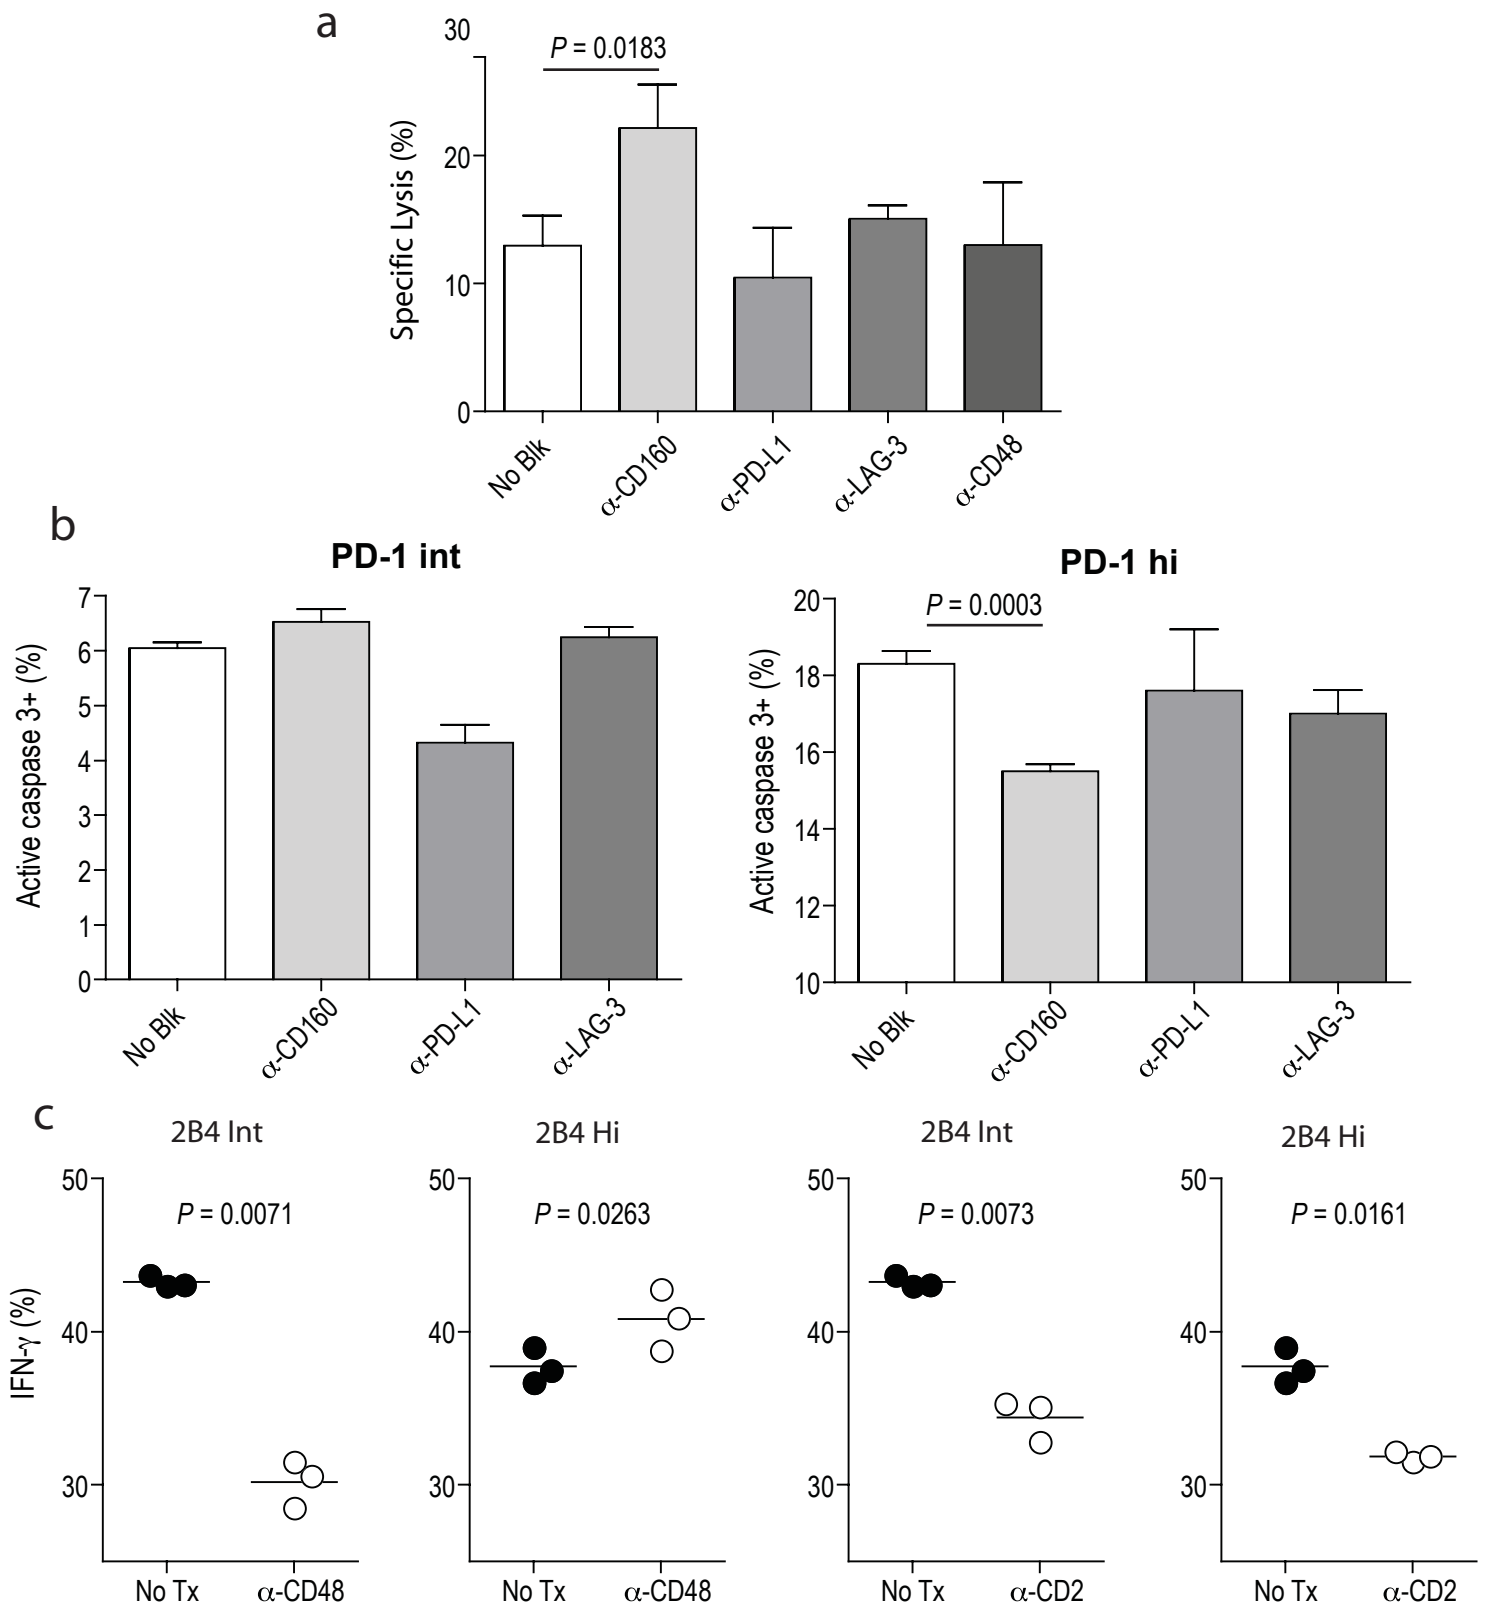 a
30
P = 0.0183
20
10
0
Specific Lysis (%)
No Blk
α-CD160
α-PD-L1
α-LAG-3
α-CD48
b
PD-1 int
7
6
5
4
3
2
1
0
Active caspase 3+ (%)
No Blk
α-CD160
α-PD-L1
α-LAG-3
PD-1 hi
P = 0.0003
20
18
16
14
12
10
Active caspase 3+ (%)
No Blk
α-CD160
α-PD-L1
α-LAG-3
c
2B4 Int
50
P = 0.0071
40
30
IFN-γ (%)
No Tx
α-CD48
2B4 Hi
50
P = 0.0263
40
30
No Tx
α-CD48
2B4 Int
50
P = 0.0073
40
30
No Tx
α-CD2
2B4 Hi
50
P = 0.0161
40
30
No Tx
α-CD2